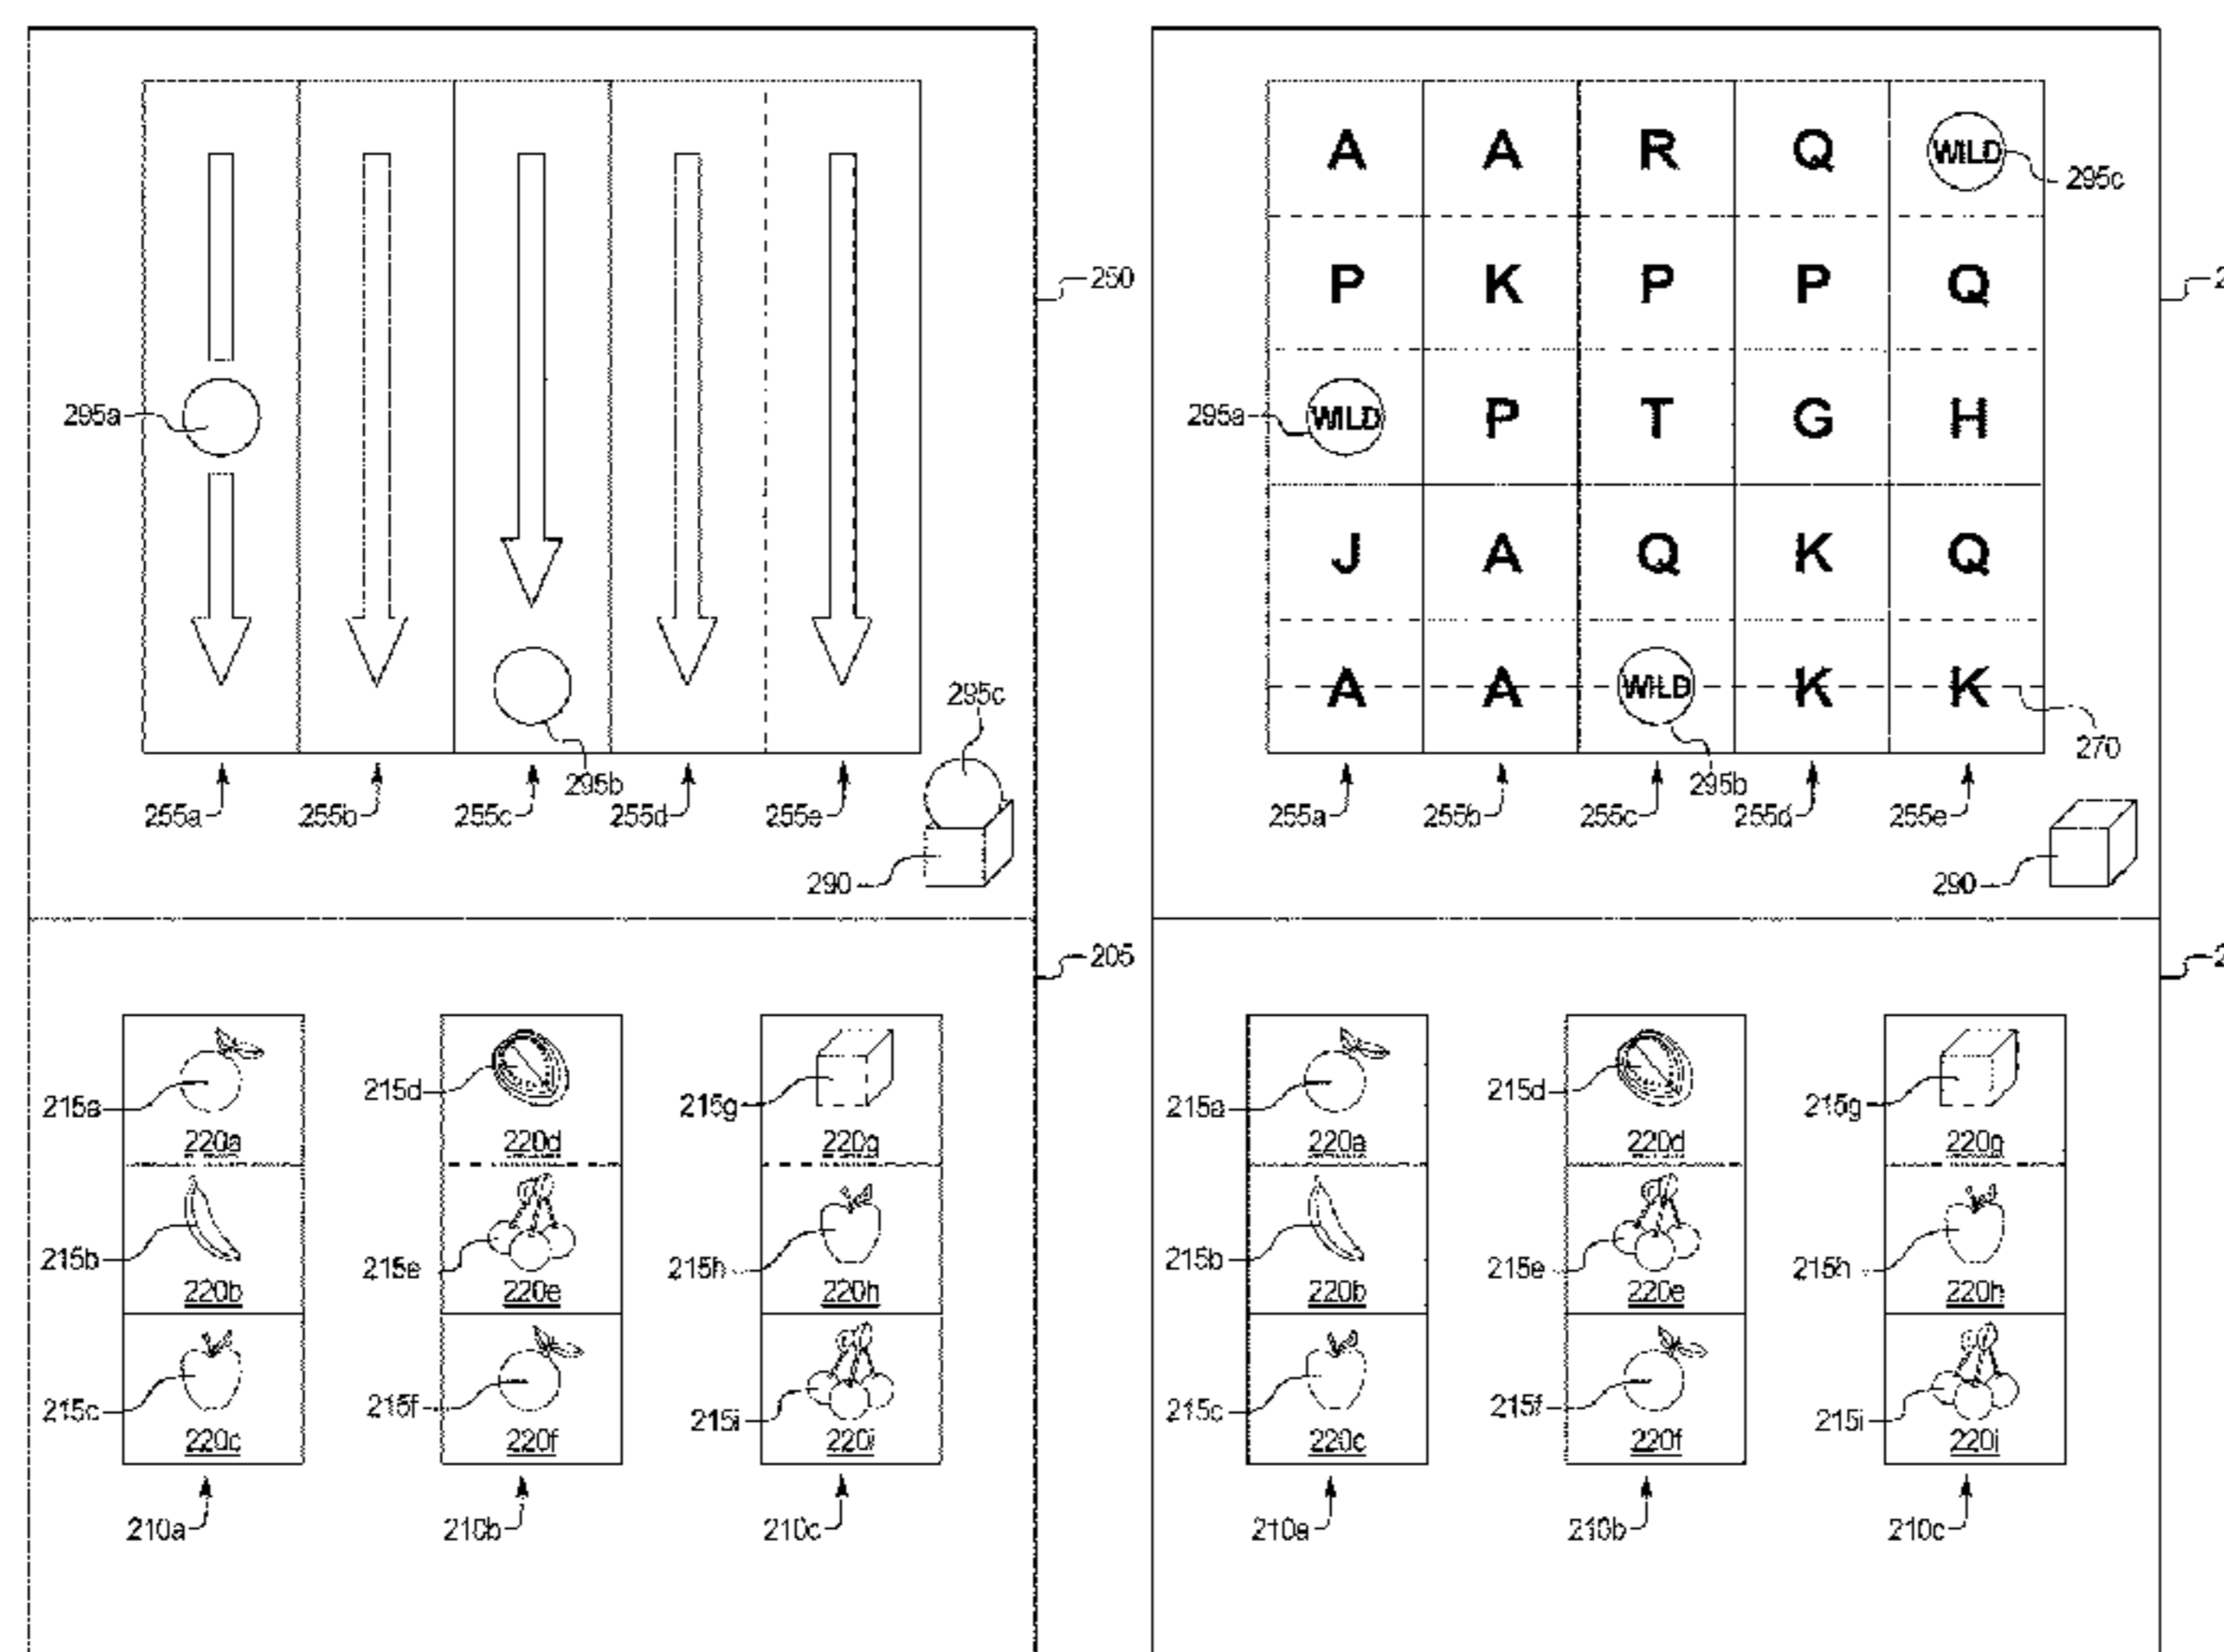 A A R Q WILD
295c
250
P K P P Q
295a
295a WILD P T G H
J A Q K Q
295c
A A WILD K K
270
295b
295b
255a 255b 255c 255d 255e
255a 255b 255c 255d 255e
290
290
205
215a
215d
215g
220a 220d 220g
215b
215e
215h
220b 220e 220h
215c
215f
215i
220c 220f 220i
210a 210b 210c
215a
215d
215g
220a 220d 220g
215b
215e
215h
220b 220e 220h
215c
215f
215i
220c 220f 220i
210a 210b 210c